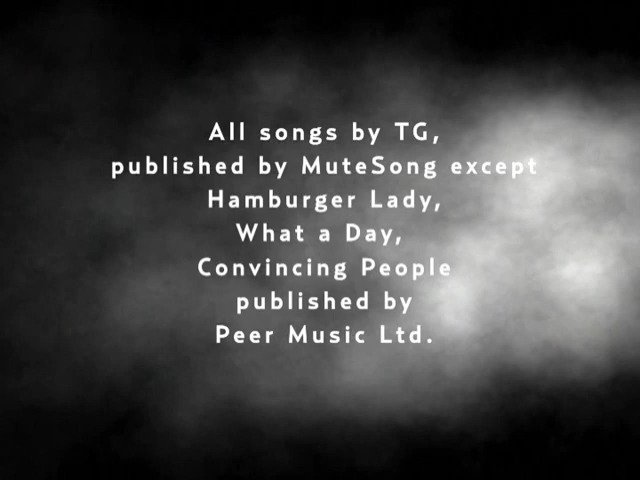 All songs by TG,
published by MuteSong except
Hamburger Lady,
What a Day,
Convincing People
published by
Peer Music Ltd.